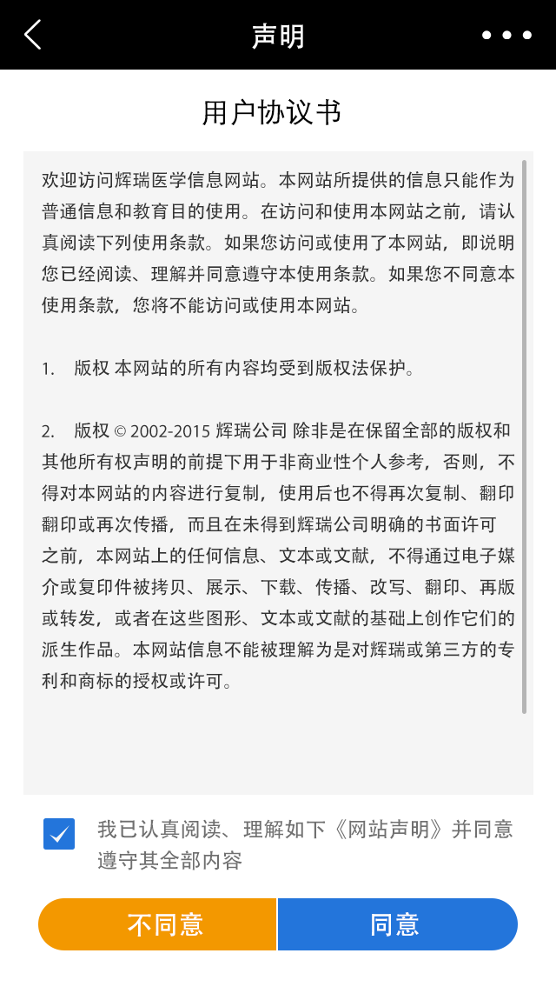 声明
用户协议书
欢迎访问辉瑞医学信息网站。本网站所提供的信息只能作为
普通信息和教育目的使用。在访问和使用本网站之前，请认
真阅读下列使用条款。如果您访问或使用了本网站，即说明
您已经阅读、理解并同意遵守本使用条款。如果您不同意本
使用条款，您将不能访问或使用本网站。
1. 版权 本网站的所有内容均受到版权法保护。
2. 版权 © 2002-2015 辉瑞公司 除非是在保留全部的版权和
其他所有权声明的前提下用于非商业性个人参考，否则，不
得对本网站的内容进行复制，使用后也不得再次复制、翻印
翻印或再次传播，而且在未得到辉瑞公司明确的书面许可
之前，本网站上的任何信息、文本或文献，不得通过电子媒
介或复印件被拷贝、展示、下载、传播、改写、翻印、再版
或转发，或者在这些图形、文本或文献的基础上创作它们的
派生作品。本网站信息不能被理解为是对辉瑞或第三方的专
利和商标的授权或许可。
我已认真阅读、理解如下《网站声明》并同意
遵守其全部内容
不同意 同意